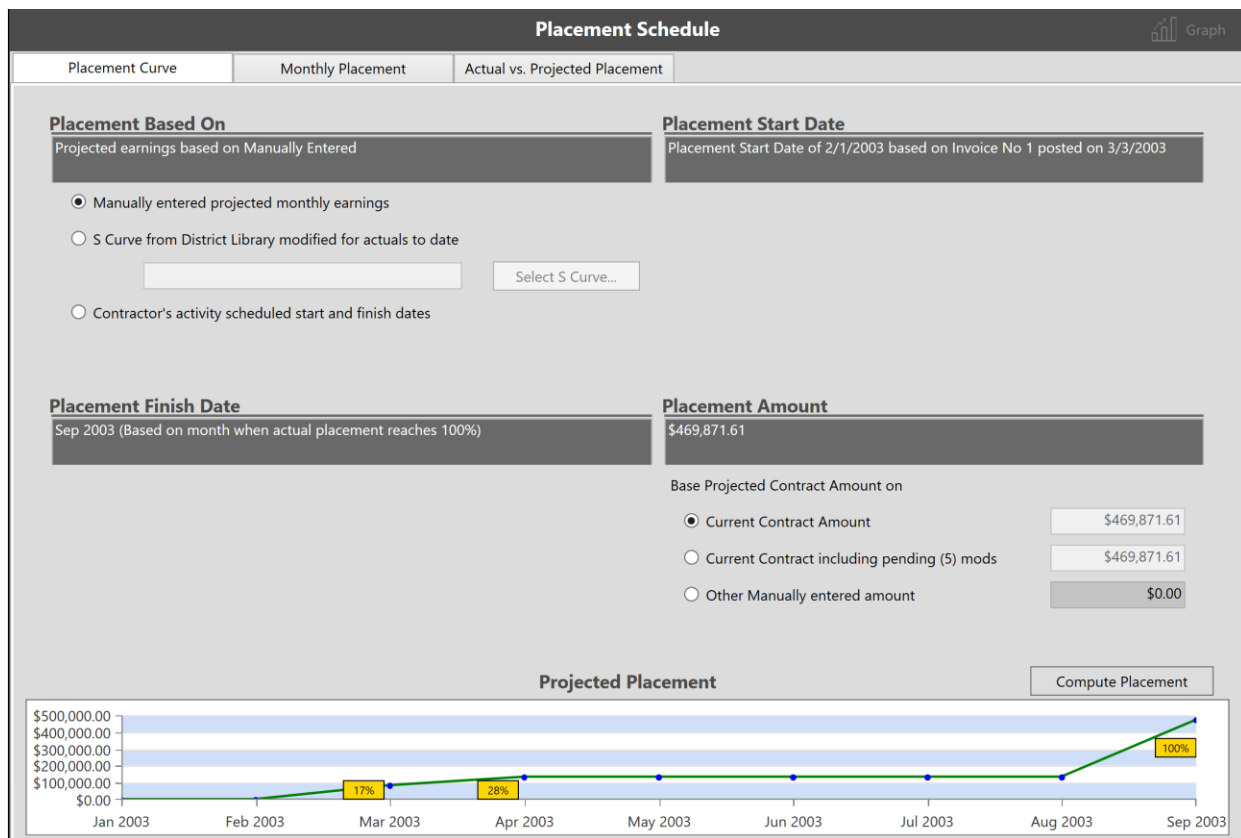 Placement Schedule
Graph
Placement Curve
Monthly Placement
Actual vs. Projected Placement
Placement Based On
Projected earnings based on Manually Entered
Placement Start Date
Placement Start Date of 2/1/2003 based on Invoice No 1 posted on 3/3/2003
Manually entered projected monthly earnings
S Curve from District Library modified for actuals to date
Select S Curve...
Contractor's activity scheduled start and finish dates
Placement Finish Date
Sep 2003 (Based on month when actual placement reaches 100%)
Placement Amount
$469,871.61
Base Projected Contract Amount on
Current Contract Amount
$469,871.61
Current Contract including pending (5) mods
$469,871.61
Other Manually entered amount
$0.00
Projected Placement
Compute Placement
$500,000.00
$400,000.00
$300,000.00
$200,000.00
$100,000.00
$0.00
17%
28%
100%
Jan 2003
Feb 2003
Mar 2003
Apr 2003
May 2003
Jun 2003
Jul 2003
Aug 2003
Sep 2003